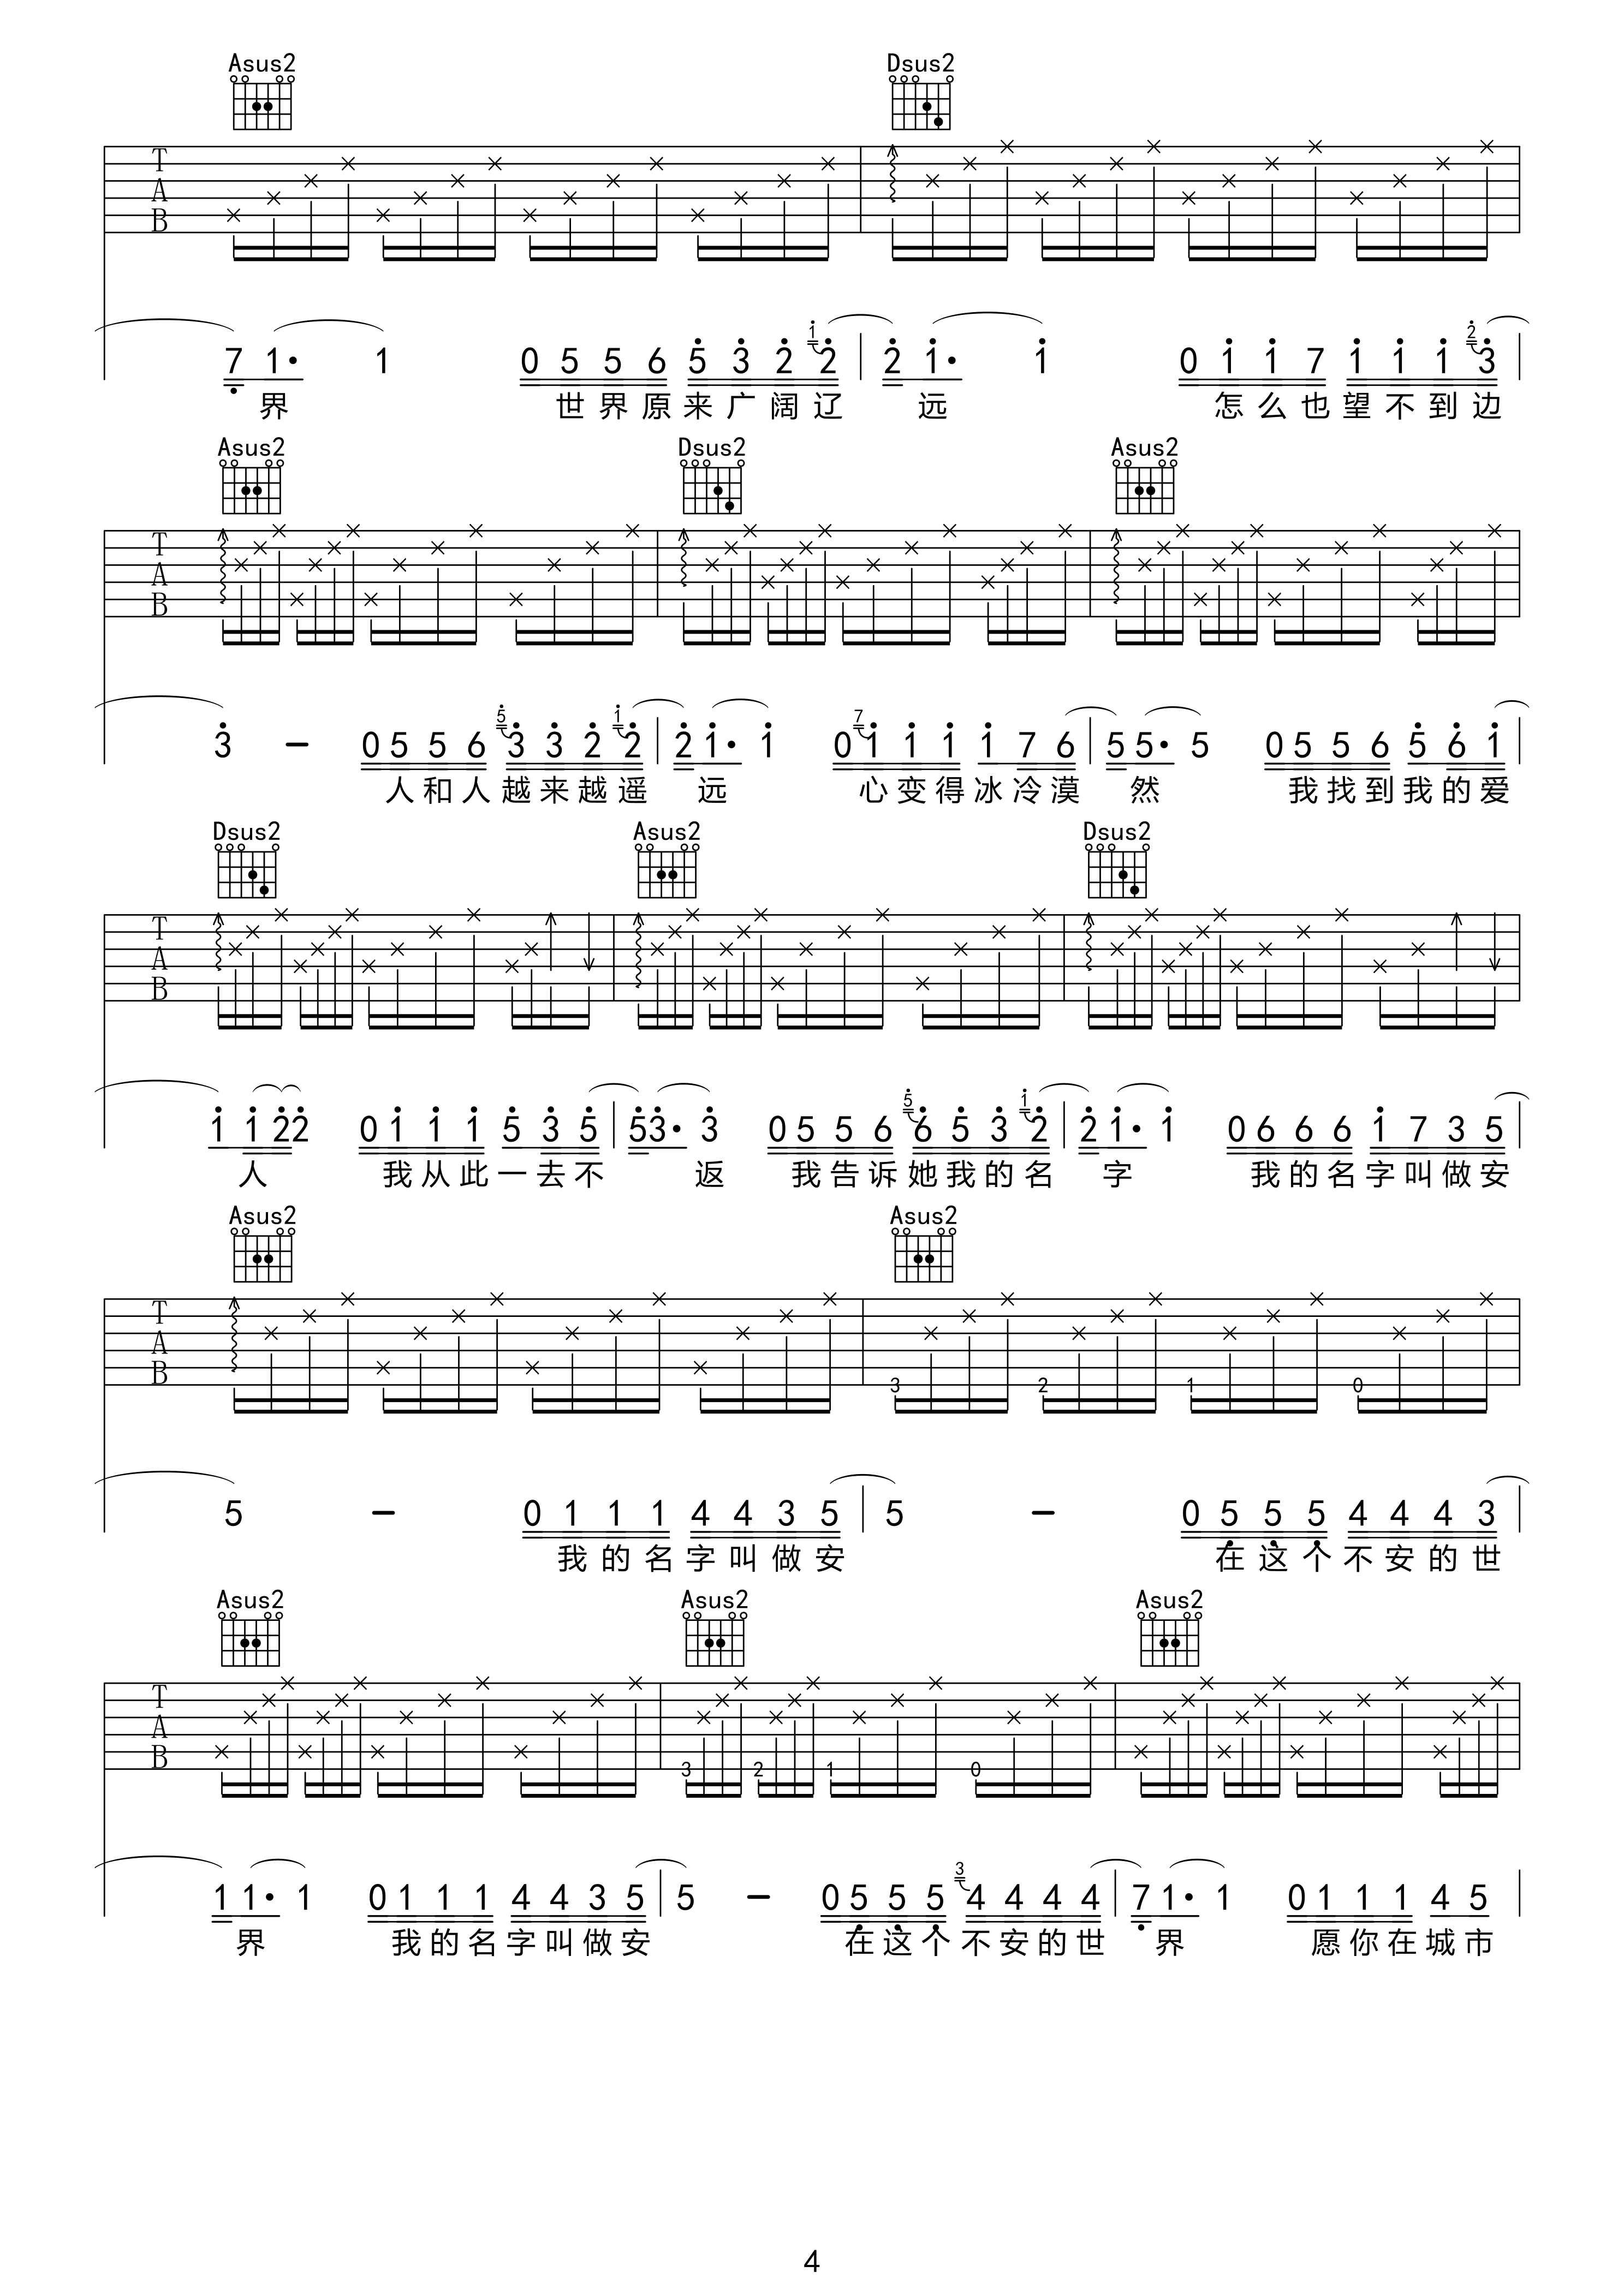 Asus2 Dsus2
T
A
B
7 1· 1 0 5 5 6 5 3 2 1 2 2 1· 1 0 1 1 7 1 1 1 2 3
界 世界原来广阔辽 远 怎么也望不到边
Asus2 Dsus2 Asus2
T
A
B
3 – 0 5 5 6 5 3 3 2 1 2 2 1· 1 0 7 1 1 1 1 7 6 5 5· 5 0 5 5 6 5 6 1
人和人越来越遥 远 心变得冰冷漠 然 我找到我的爱
Dsus2 Asus2 Dsus2
T
A
B
1 1 2 2 0 1 1 1 5 3 5 5 3· 3 0 5 5 6 5 6 5 3 1 2 2 1· 1 0 6 6 6 1 7 3 5
人 我从此一去不 返 我告诉她我的名 字 我的名字叫做安
Asus2 Asus2
T
A
B
3 2 1 0
5 – 0 1 1 1 4 4 3 5 5 – 0 5 5 5 4 4 4 3
我的名字叫做安 在这个不安的世
Asus2 Asus2 Asus2
T
A
B
3 2 1 0
1 1· 1 0 1 1 1 4 4 3 5 5 – 0 5 5 5 3 4 4 4 4 7 1· 1 0 1 1 1 4 5
界 我的名字叫做安 在这个不安的世 界 愿你在城市
4